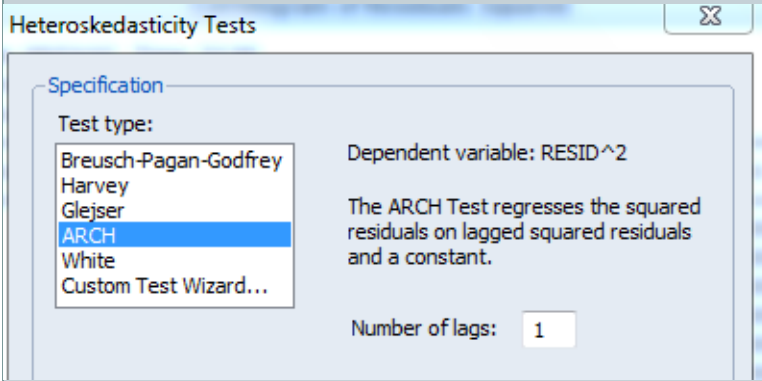 Heteroskedasticity Tests
Specification
Test type:
Breusch-Pagan-Godfrey
Harvey
Glejser
ARCH
White
Custom Test Wizard...
Dependent variable: RESID^2
The ARCH Test regresses the squared
residuals on lagged squared residuals
and a constant.
Number of lags: 1